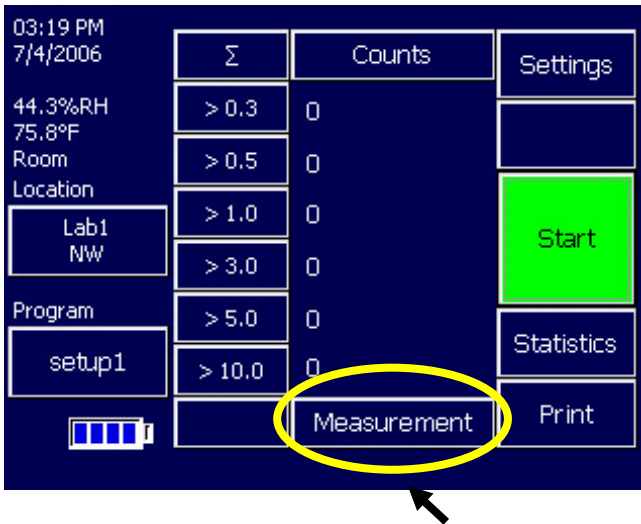 03:19 PM
7/4/2006
44.3%RH
75.8°F
Room
Location
Lab1
NW
Program
setup1
Σ
Counts
> 0.3
0
> 0.5
0
> 1.0
0
> 3.0
0
> 5.0
0
> 10.0
0
Measurement
Settings
Start
Statistics
Print